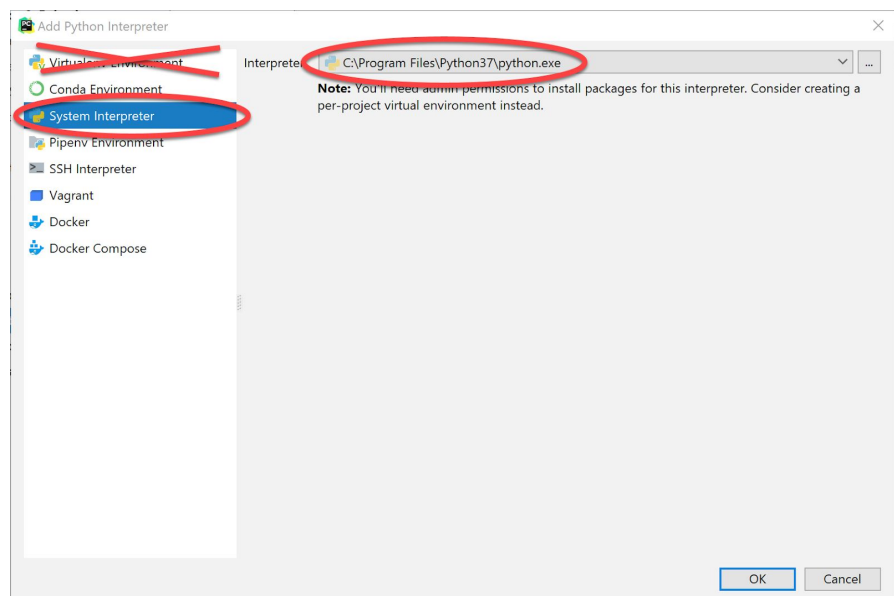 Add Python Interpreter
Virtualenv Environment
Interpreter:
C:\Program Files\Python37\python.exe
...
Conda Environment
Note: You'll need admin permissions to install packages for this interpreter. Consider creating a
per-project virtual environment instead.
System Interpreter
Pipenv Environment
SSH Interpreter
Vagrant
Docker
Docker Compose
OK
Cancel